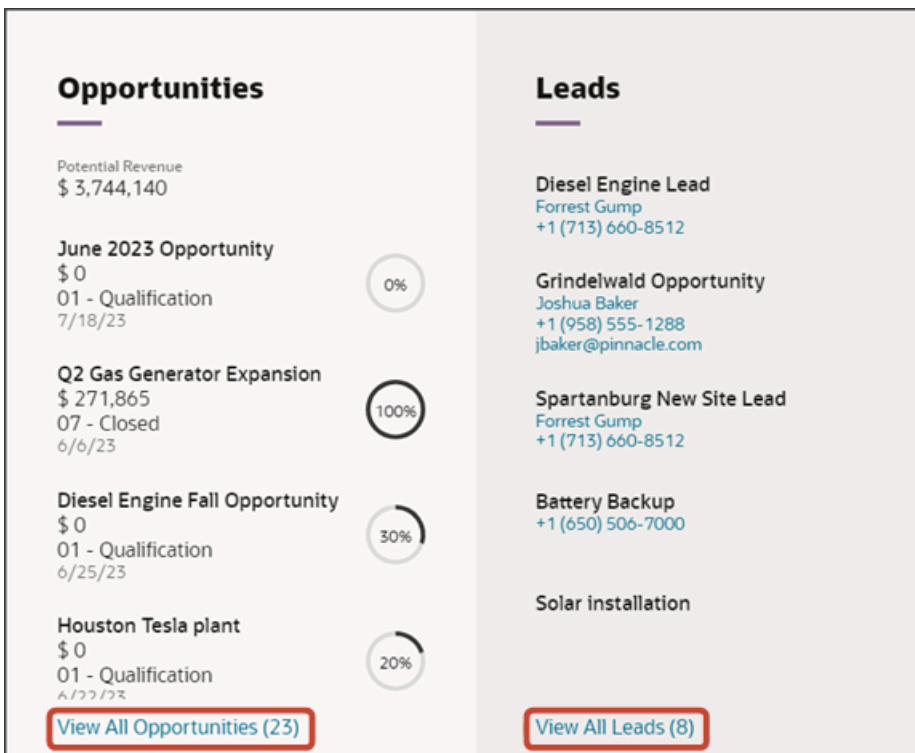 Opportunities
Potential Revenue
$ 3,744,140
June 2023 Opportunity
$ 0
01 - Qualification
7/18/23
0%
Q2 Gas Generator Expansion
$ 271,865
07 - Closed
6/6/23
100%
Diesel Engine Fall Opportunity
$ 0
01 - Qualification
6/25/23
30%
Houston Tesla plant
$ 0
01 - Qualification
6/22/23
20%
View All Opportunities (23)
Leads
Diesel Engine Lead
Forrest Gump
+1 (713) 660-8512
Grindelwald Opportunity
Joshua Baker
+1 (958) 555-1288
jbaker@pinnacle.com
Spartanburg New Site Lead
Forrest Gump
+1 (713) 660-8512
Battery Backup
+1 (650) 506-7000
Solar installation
View All Leads (8)